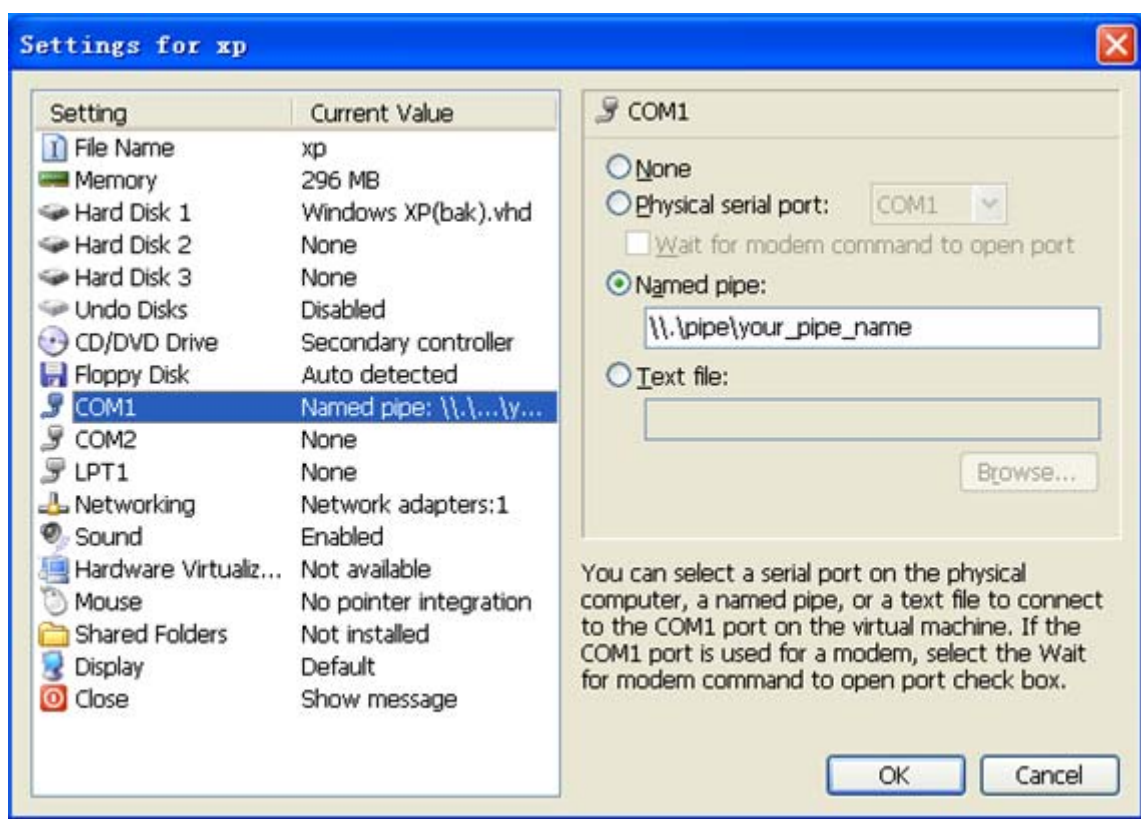 Settings for xp
Setting Current Value
File Name xp
Memory 296 MB
Hard Disk 1 Windows XP(bak).vhd
Hard Disk 2 None
Hard Disk 3 None
Undo Disks Disabled
CD/DVD Drive Secondary controller
Floppy Disk Auto detected
COM1 Named pipe: \\.\...\y...
COM2 None
LPT1 None
Networking Network adapters:1
Sound Enabled
Hardware Virtualiz... Not available
Mouse No pointer integration
Shared Folders Not installed
Display Default
Close Show message
COM1
None
Physical serial port: COM1
Wait for modem command to open port
Named pipe:
\\.\pipe\your_pipe_name
Text file:
Browse...
You can select a serial port on the physical
computer, a named pipe, or a text file to connect
to the COM1 port on the virtual machine. If the
COM1 port is used for a modem, select the Wait
for modem command to open port check box.
OK Cancel